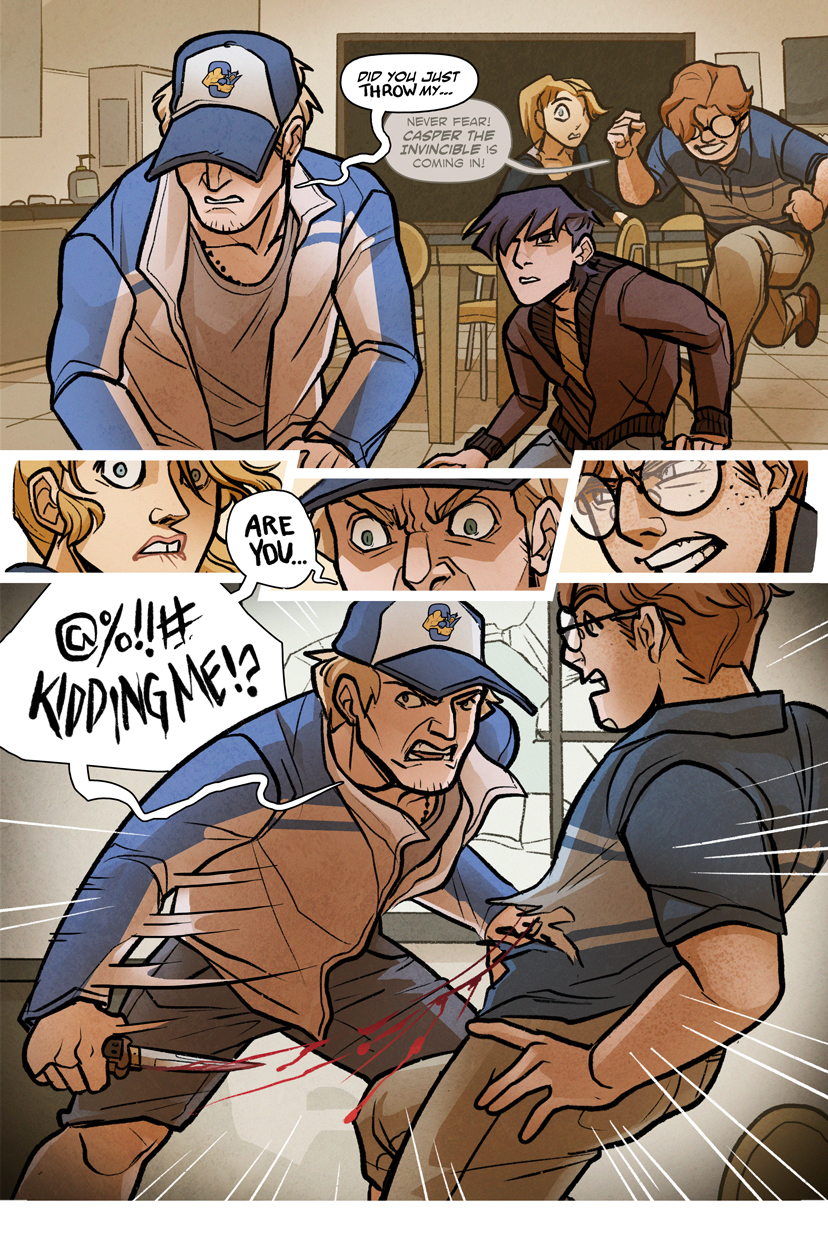 DID YOU JUST
THROW MY...
NEVER FEAR!
CASPER THE
INVINCIBLE IS
COMING IN!
ARE
YOU...
@%!!#
KIDDING ME!?